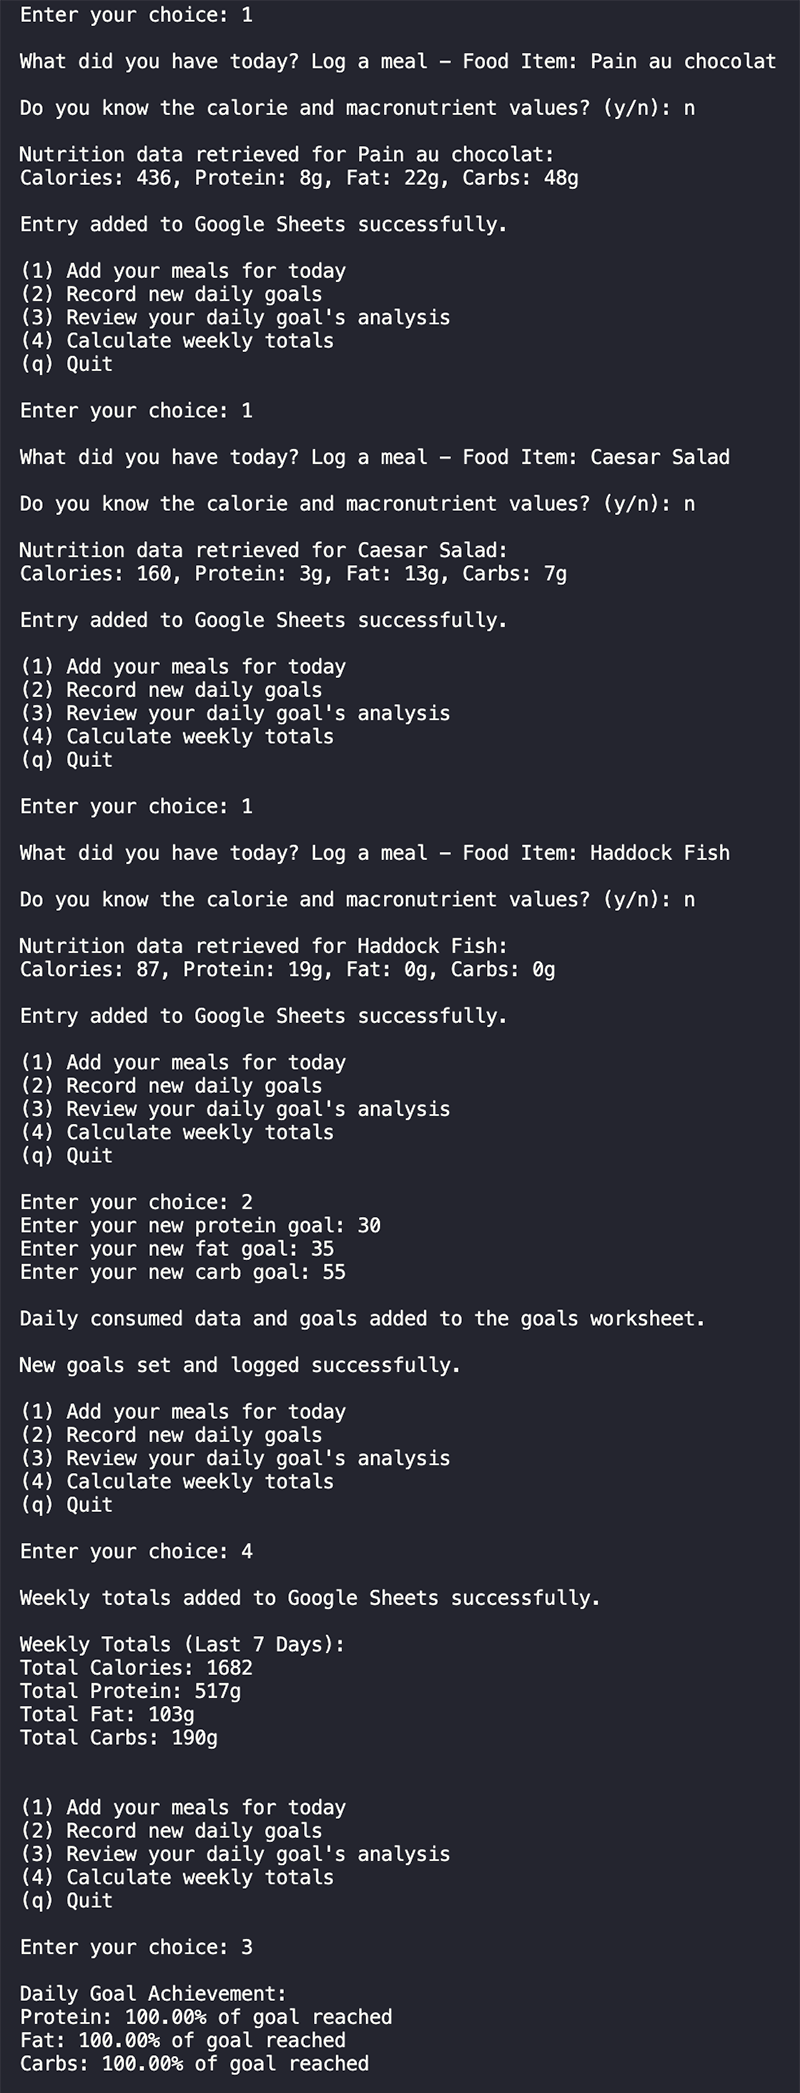 Enter your choice: 1
What did you have today? Log a meal – Food Item: Pain au chocolat
Do you know the calorie and macronutrient values? (y/n): n
Nutrition data retrieved for Pain au chocolat:
Calories: 436, Protein: 8g, Fat: 22g, Carbs: 48g
Entry added to Google Sheets successfully.
(1) Add your meals for today
(2) Record new daily goals
(3) Review your daily goal's analysis
(4) Calculate weekly totals
(q) Quit
Enter your choice: 1
What did you have today? Log a meal – Food Item: Caesar Salad
Do you know the calorie and macronutrient values? (y/n): n
Nutrition data retrieved for Caesar Salad:
Calories: 160, Protein: 3g, Fat: 13g, Carbs: 7g
Entry added to Google Sheets successfully.
(1) Add your meals for today
(2) Record new daily goals
(3) Review your daily goal's analysis
(4) Calculate weekly totals
(q) Quit
Enter your choice: 1
What did you have today? Log a meal – Food Item: Haddock Fish
Do you know the calorie and macronutrient values? (y/n): n
Nutrition data retrieved for Haddock Fish:
Calories: 87, Protein: 19g, Fat: 0g, Carbs: 0g
Entry added to Google Sheets successfully.
(1) Add your meals for today
(2) Record new daily goals
(3) Review your daily goal's analysis
(4) Calculate weekly totals
(q) Quit
Enter your choice: 2
Enter your new protein goal: 30
Enter your new fat goal: 35
Enter your new carb goal: 55
Daily consumed data and goals added to the goals worksheet.
New goals set and logged successfully.
(1) Add your meals for today
(2) Record new daily goals
(3) Review your daily goal's analysis
(4) Calculate weekly totals
(q) Quit
Enter your choice: 4
Weekly totals added to Google Sheets successfully.
Weekly Totals (Last 7 Days):
Total Calories: 1682
Total Protein: 517g
Total Fat: 103g
Total Carbs: 190g
(1) Add your meals for today
(2) Record new daily goals
(3) Review your daily goal's analysis
(4) Calculate weekly totals
(q) Quit
Enter your choice: 3
Daily Goal Achievement:
Protein: 100.00% of goal reached
Fat: 100.00% of goal reached
Carbs: 100.00% of goal reached